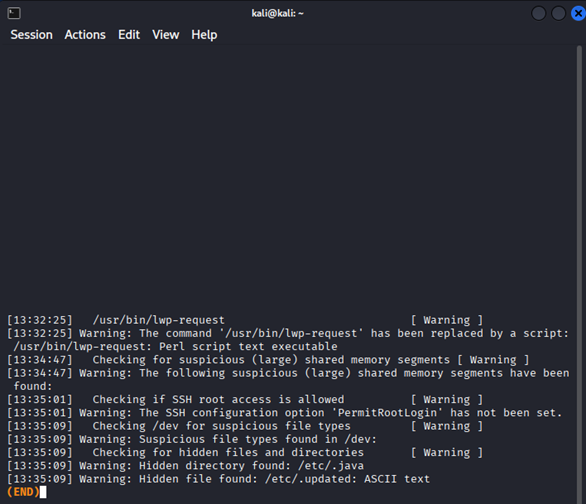 kali@kali: ~
Session Actions Edit View Help
[13:32:25]   /usr/bin/lwp-request                             [ Warning ]
[13:32:25] Warning: The command '/usr/bin/lwp-request' has been replaced by a script:
 /usr/bin/lwp-request: Perl script text executable
[13:34:47]   Checking for suspicious (large) shared memory segments [ Warning ]
[13:34:47] Warning: The following suspicious (large) shared memory segments have been
 found:
[13:35:01]   Checking if SSH root access is allowed           [ Warning ]
[13:35:01] Warning: The SSH configuration option 'PermitRootLogin' has not been set.
[13:35:09]   Checking /dev for suspicious file types          [ Warning ]
[13:35:09] Warning: Suspicious file types found in /dev:
[13:35:09]   Checking for hidden files and directories        [ Warning ]
[13:35:09] Warning: Hidden directory found: /etc/.java
[13:35:09] Warning: Hidden file found: /etc/.updated: ASCII text
(END)